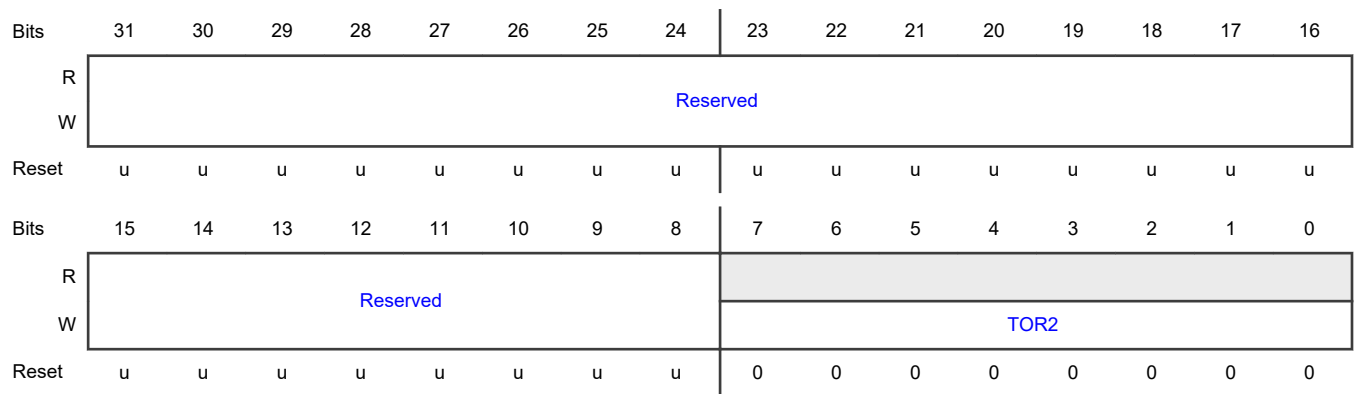 Bits 31 30 29 28 27 26 25 24 23 22 21 20 19 18 17 16
R
Reserved
W
Reset u u u u u u u u u u u u u u u u
Bits 15 14 13 12 11 10 9 8 7 6 5 4 3 2 1 0
R
Reserved
W TOR2
Reset u u u u u u u u 0 0 0 0 0 0 0 0